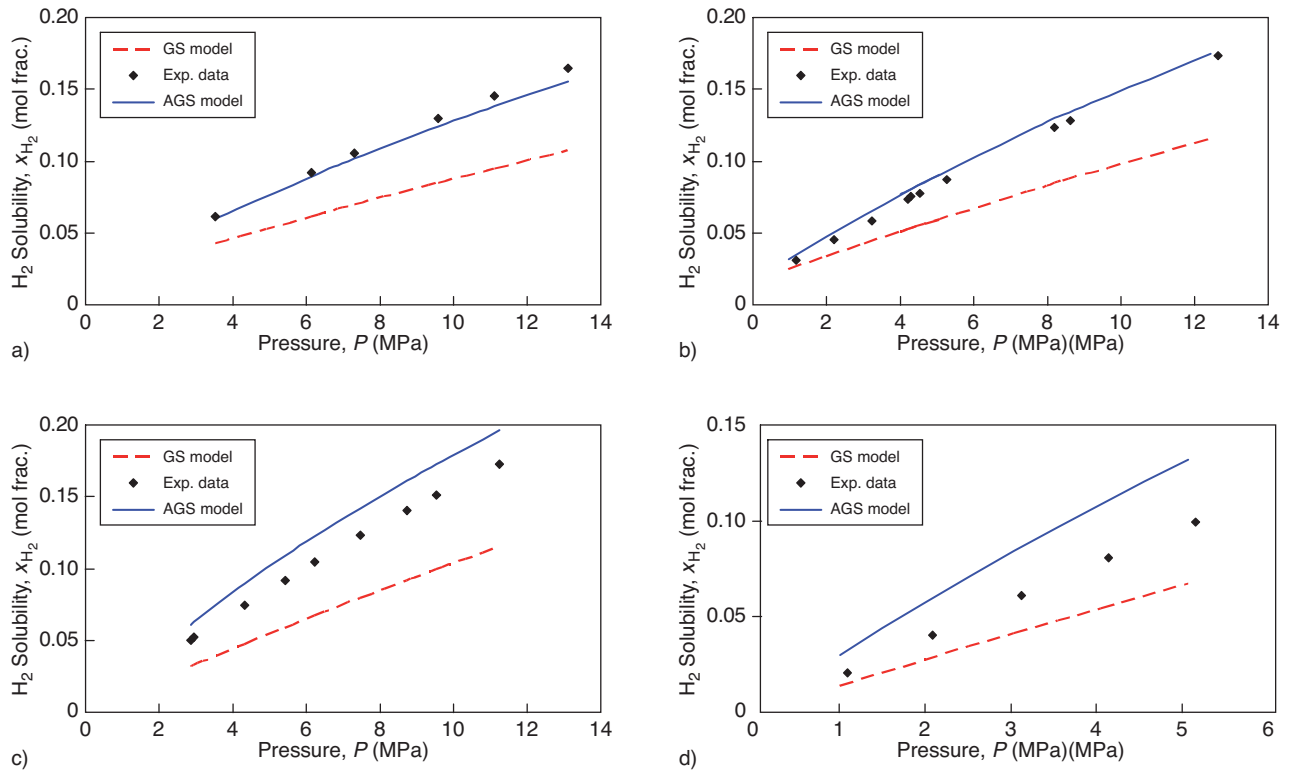 0.20
0.15
0.10
0.05
0
H2 Solubility, xH2 (mol frac.)
GS model
Exp. data
AGS model
0 2 4 6 8 10 12 14
Pressure, P (MPa)
a)
0.20
0.15
0.10
0.05
0
H2 Solubility, xH2 (mol frac.)
GS model
Exp. data
AGS model
0 2 4 6 8 10 12 14
Pressure, P (MPa)(MPa)
b)
0.20
0.15
0.10
0.05
0
H2 Solubility, xH2 (mol frac.)
GS model
Exp. data
AGS model
0 2 4 6 8 10 12 14
Pressure, P (MPa)
c)
0.15
0.10
0.05
0
H2 Solubility, xH2 (mol frac.)
GS model
Exp. data
AGS model
0 1 2 3 4 5 6
Pressure, P (MPa)(MPa)
d)